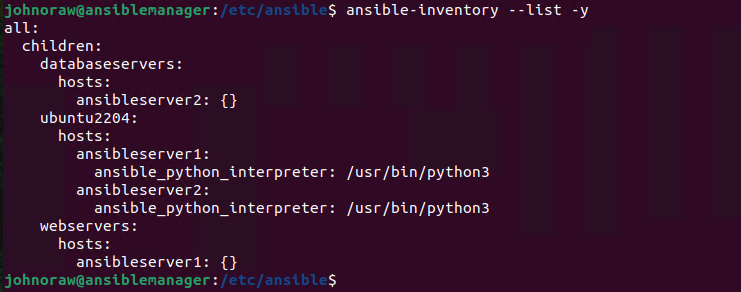 johnoraw@ansiblemanager:/etc/ansible$ ansible-inventory --list -y
all:
  children:
    databaseservers:
      hosts:
        ansibleserver2: {}
    ubuntu2204:
      hosts:
        ansibleserver1:
          ansible_python_interpreter: /usr/bin/python3
        ansibleserver2:
          ansible_python_interpreter: /usr/bin/python3
    webservers:
      hosts:
        ansibleserver1: {}
johnoraw@ansiblemanager:/etc/ansible$